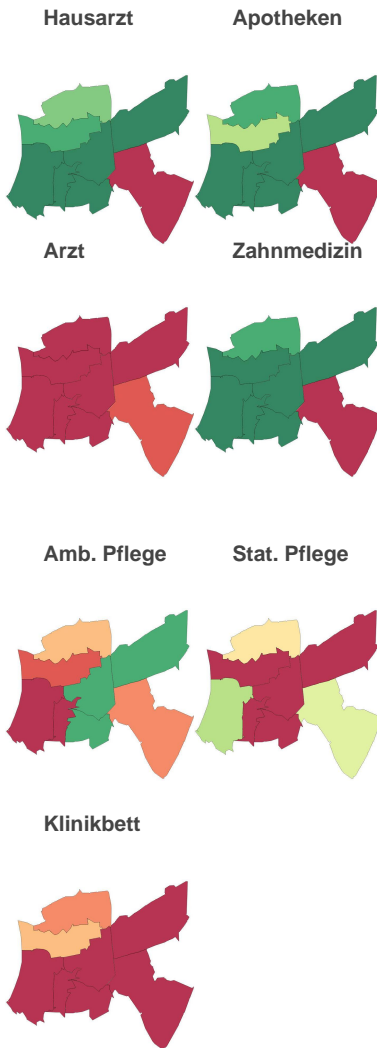 Hausarzt
Apotheken
Arzt
Zahnmedizin
Amb. Pflege
Stat. Pflege
Klinikbett